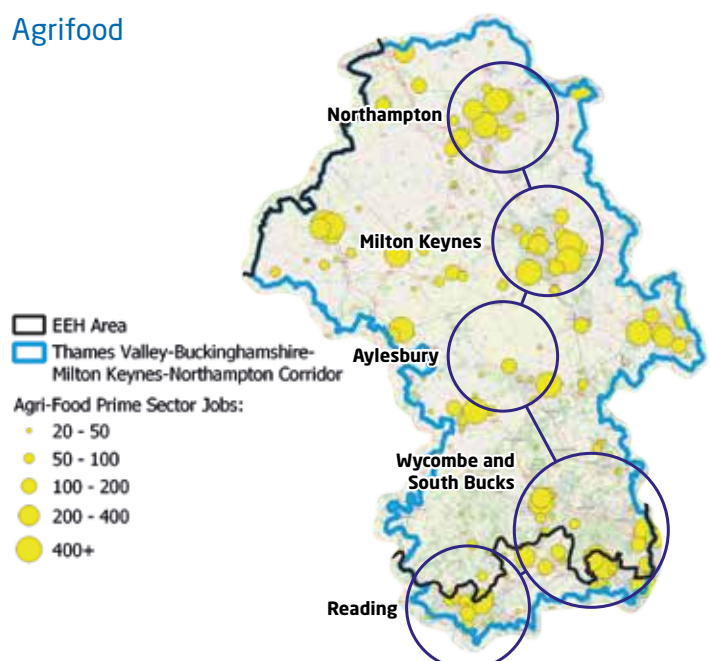 Agrifood
Northampton
Milton Keynes
Aylesbury
Wycombe and
South Bucks
Reading
EEH Area
Thames Valley-Buckinghamshire-
Milton Keynes-Northampton Corridor
Agri-Food Prime Sector Jobs:
20 - 50
50 - 100
100 - 200
200 - 400
400+